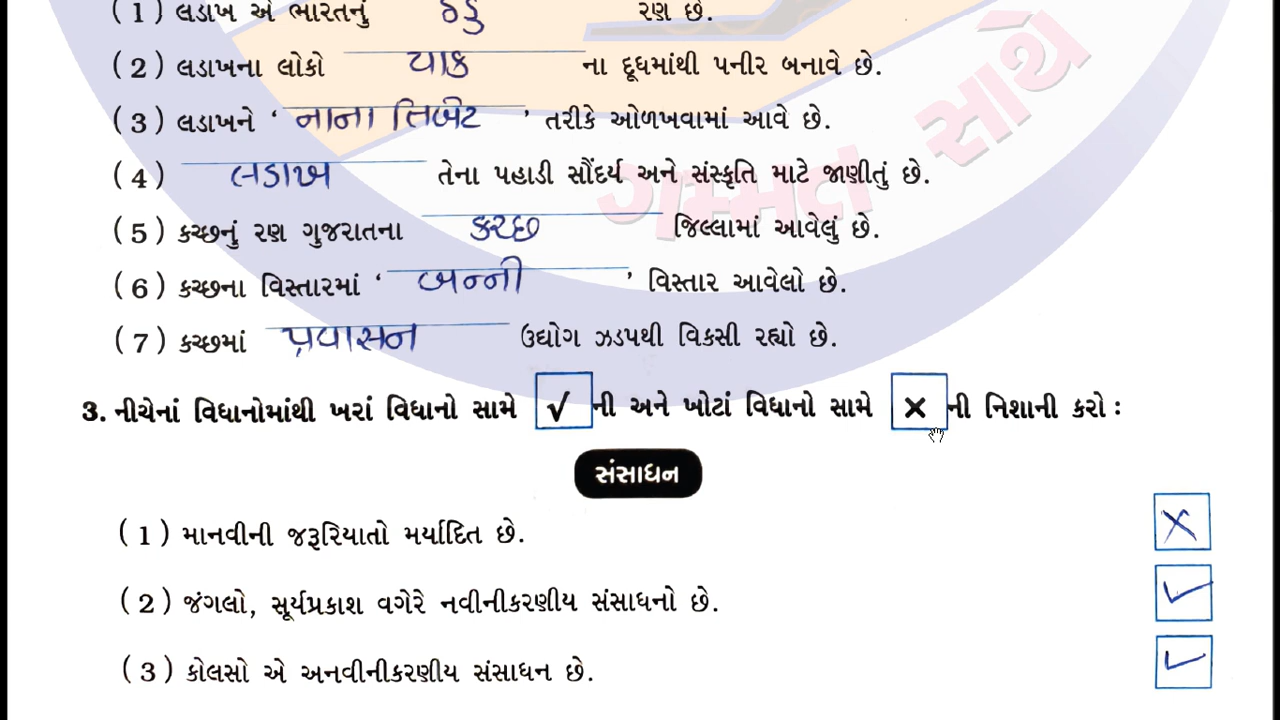 (1) લડાખ એ ભારતનું ઠંડુ રણ છે.
(2) લડાખના લોકો યાક ના દૂધમાંથી પનીર બનાવે છે.
(3) લડાખને ‘ નાના તિબેટ ’ તરીકે ઓળખવામાં આવે છે.
(4) લડાખ તેના પહાડી સૌંદર્ય અને સંસ્કૃતિ માટે જાણીતું છે.
(5) કચ્છનું રણ ગુજરાતના કચ્છ જિલ્લામાં આવેલું છે.
(6) કચ્છના વિસ્તારમાં ‘ બન્ની ’ વિસ્તાર આવેલો છે.
(7) કચ્છમાં પ્રવાસન ઉદ્યોગ ઝડપથી વિકસી રહ્યો છે.
3. નીચેનાં વિધાનોમાંથી ખરાં વિધાનો સામે √ ની અને ખોટાં વિધાનો સામે × ની નિશાની કરો :
સંસાધન
(1) માનવીની જરૂરિયાતો મર્યાદિત છે. ×
(2) જંગલો, સૂર્યપ્રકાશ વગેરે નવીનીકરણીય સંસાધનો છે. ✓
(3) કોલસો એ અનવીનીકરણીય સંસાધન છે. ✓
ગમ્મત સાથે